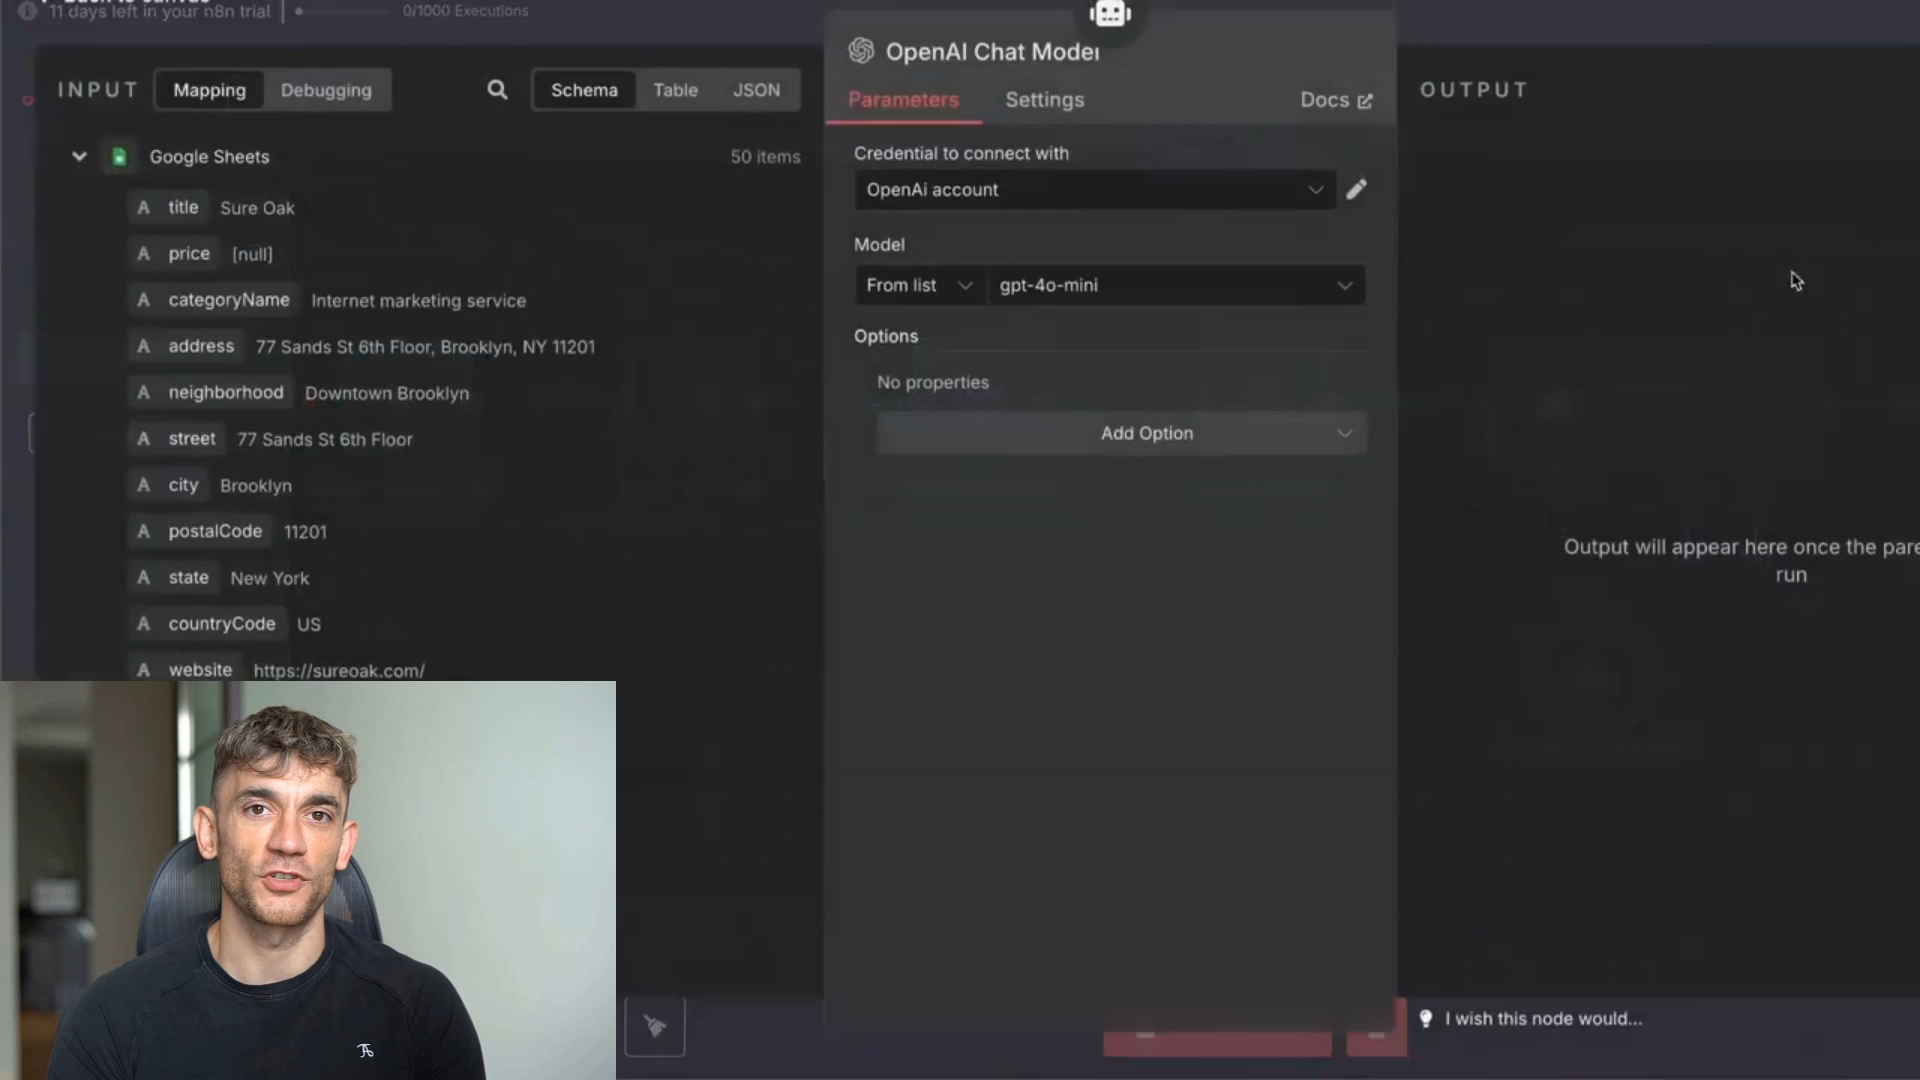 Back to canvas
11 days left in your n8n trial
0/1000 Executions
INPUT
Mapping
Debugging
Schema
Table
JSON
Google Sheets
50 items
A title Sure Oak
A price [null]
A categoryName Internet marketing service
A address 77 Sands St 6th Floor, Brooklyn, NY 11201
A neighborhood Downtown Brooklyn
A street 77 Sands St 6th Floor
A city Brooklyn
A postalCode 11201
A state New York
A countryCode US
A website https://sureoak.com/
OpenAI Chat Model
Parameters
Settings
Docs
Credential to connect with
OpenAi account
Model
From list
gpt-4o-mini
Options
No properties
Add Option
OUTPUT
Output will appear here once the pare
run
I wish this node would...